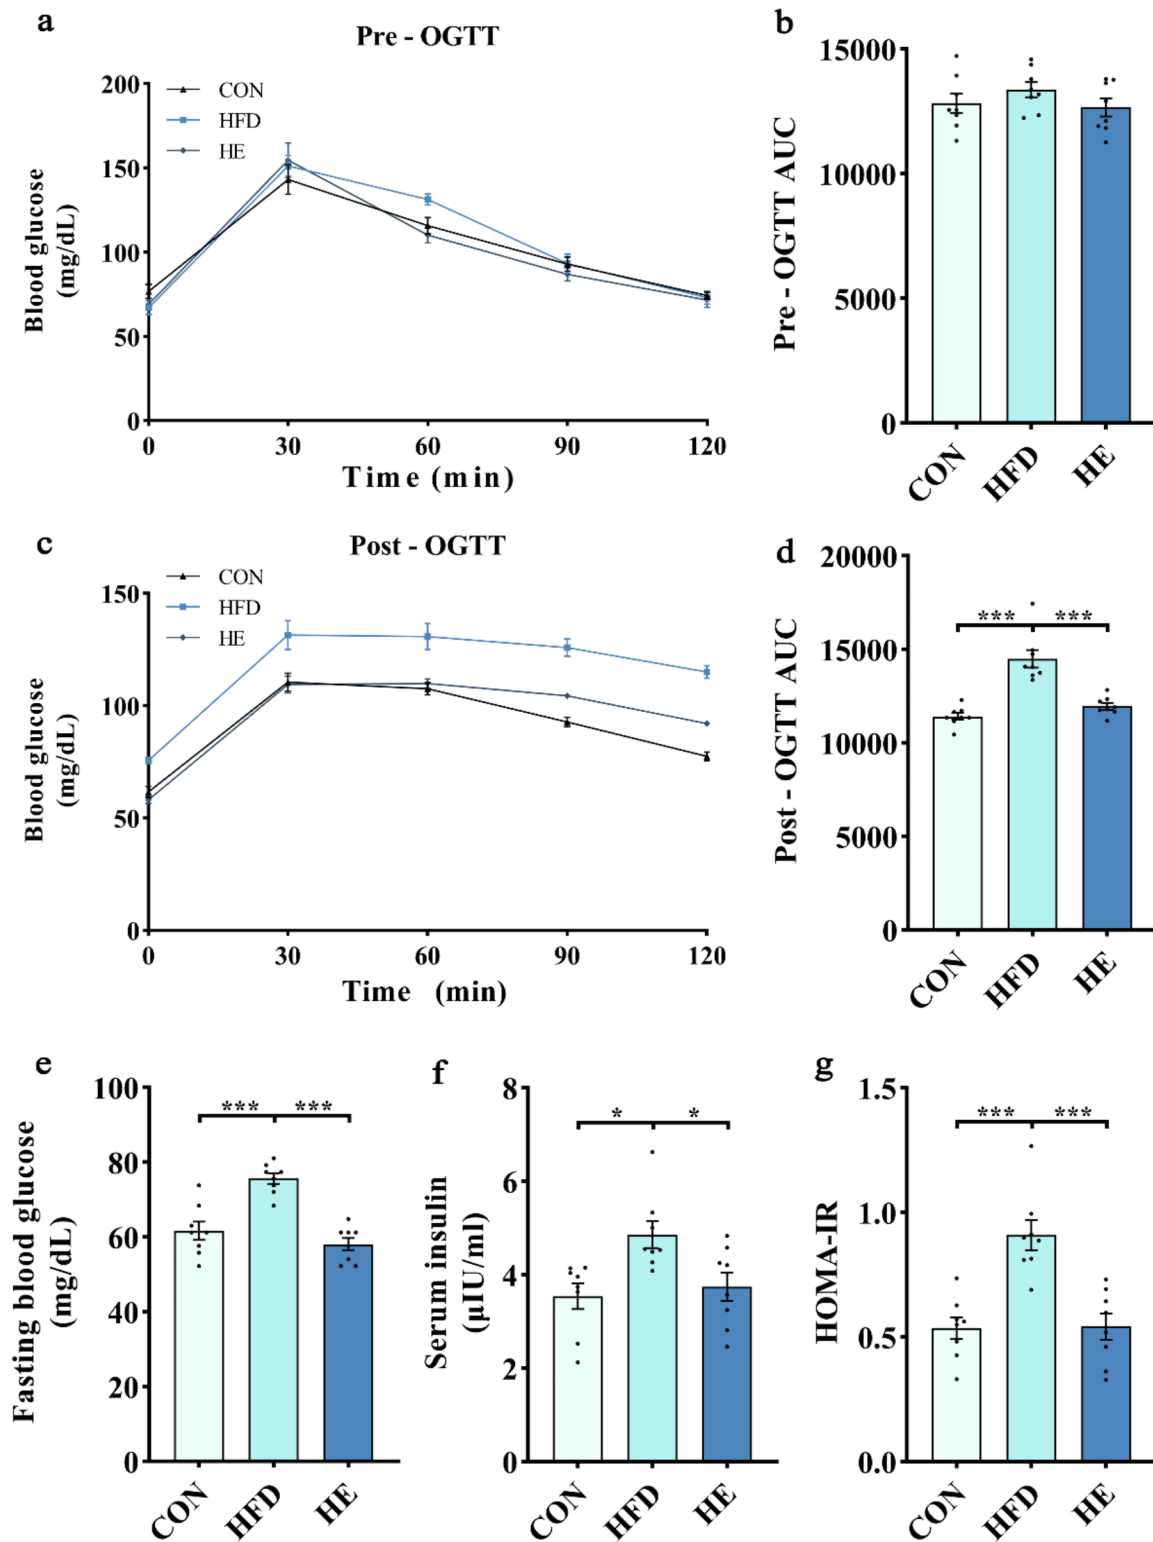 a
Pre - OGTT
CON
HFD
HE
200
150
100
50
0
Blood glucose
(mg/dL)
0 30 60 90 120
Time (min)
b
15000
10000
5000
0
Pre - OGTT AUC
CON HFD HE
c
Post - OGTT
CON
HFD
HE
150
100
50
0
Blood glucose
(mg/dL)
0 30 60 90 120
Time (min)
d
20000
15000
10000
5000
0
Post - OGTT AUC
*** ***
CON HFD HE
e
100
80
60
40
20
0
Fasting blood glucose
(mg/dL)
*** ***
CON HFD HE
f
8
6
4
2
0
Serum insulin
(μIU/ml)
* *
CON HFD HE
g
1.5
1.0
0.5
0.0
HOMA-IR
*** ***
CON HFD HE